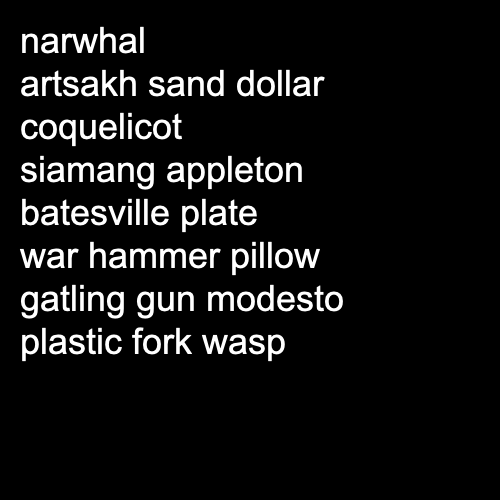 narwhal
artsakh sand dollar
coquelicot
siamang appleton
batesville plate
war hammer pillow
gatling gun modesto
plastic fork wasp